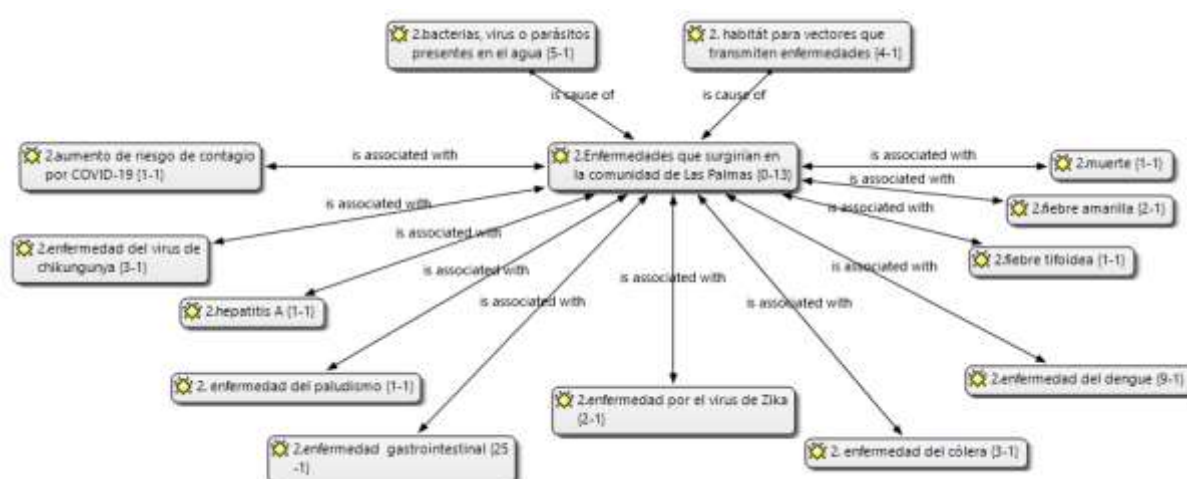 2.bacterias, virus o parásitos
presentes en el agua {5-1}
2. habitát para vectores que
transmiten enfermedades {4-1}
is cause of
is cause of
2.aumento de riesgo de contagio
por COVID-19 {1-1}
is associated with
2.Enfermedades que surgirían en
la comunidad de Las Palmas {0-13}
is associated with
2.muerte {1-1}
is associated with
2.fiebre amarilla {2-1}
is associated with
2.enfermedad del virus de
chikungunya {3-1}
is associated with
is associated with
2.fiebre tifoidea {1-1}
2.hepatitis A {1-1}
is associated with
is associated with
is associated with
is associated with
is associated with
2. enfermedad del paludismo {1-1}
2.enfermedad del dengue {9-1}
2.enfermedad por el virus de Zika
{2-1}
2.enfermedad gastrointestinal {25
-1}
2. enfermedad del cólera {3-1}